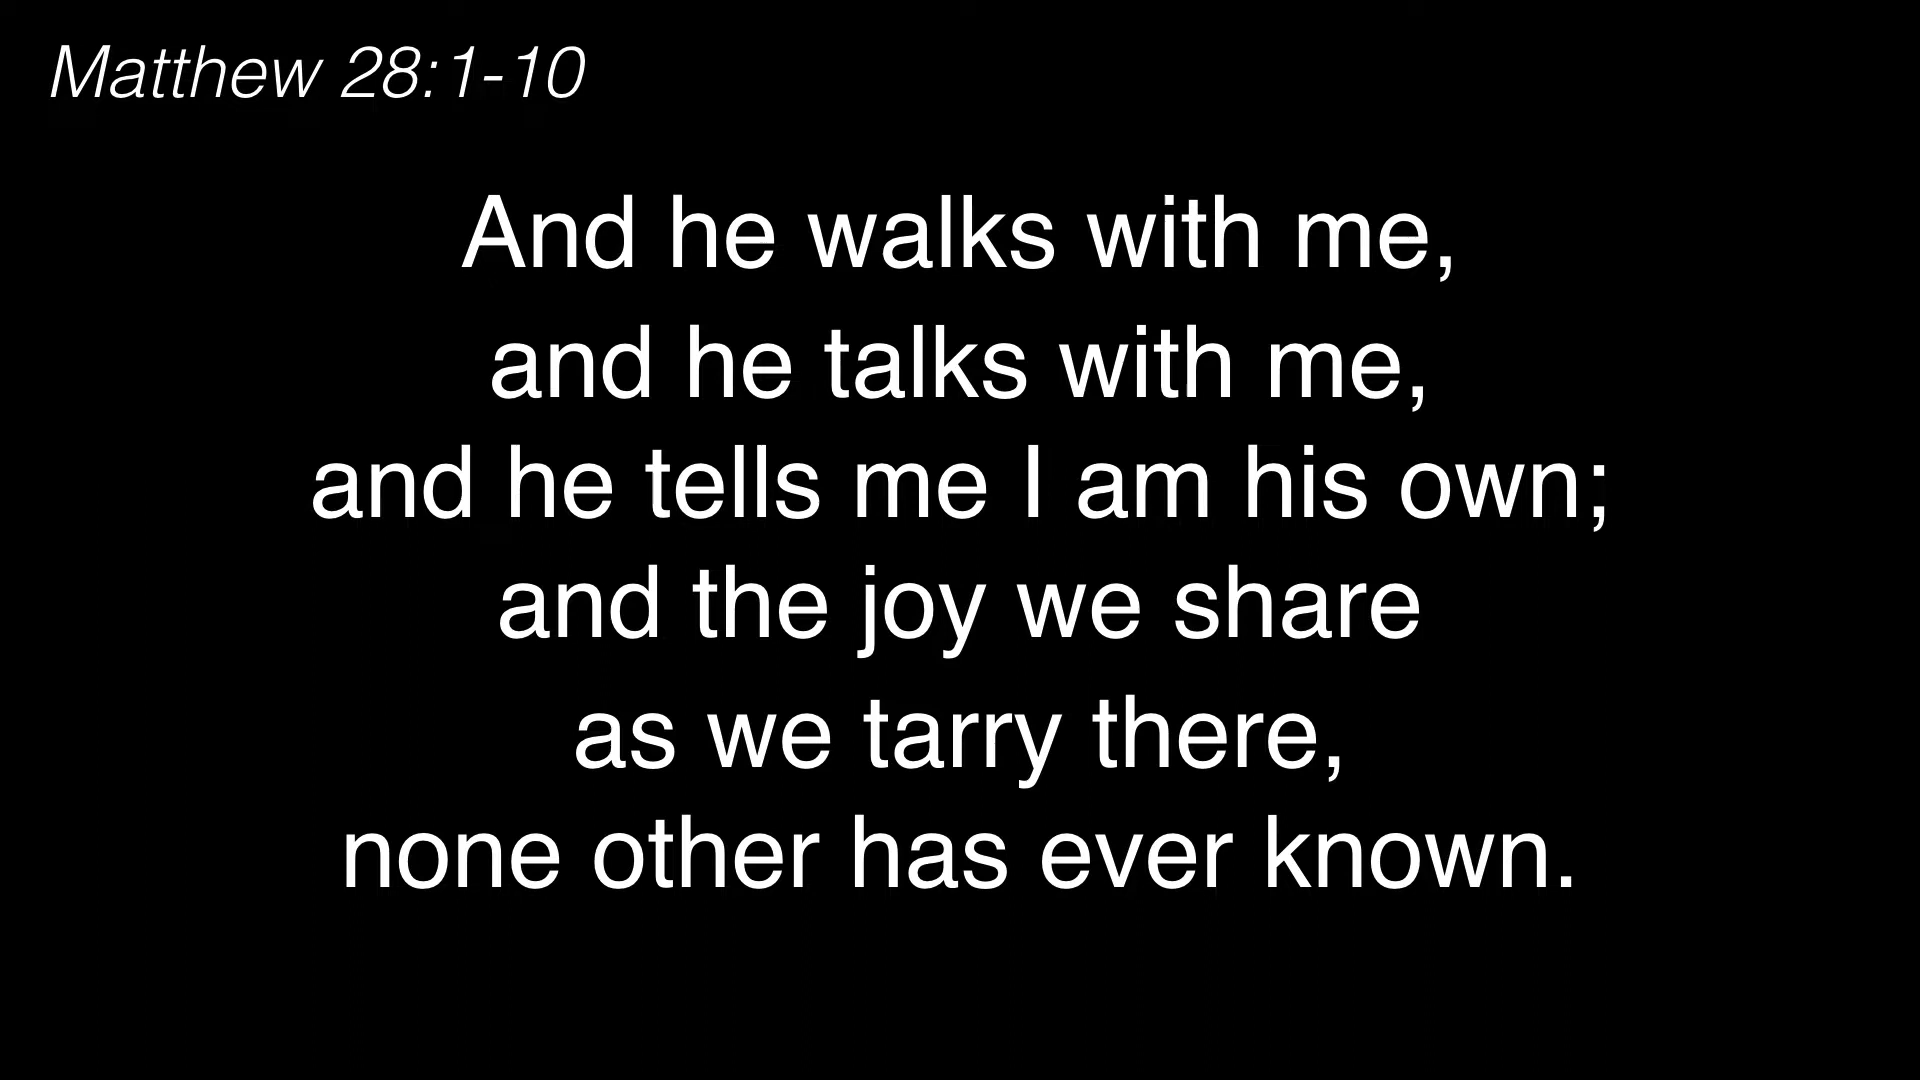 Matthew 28:1-10
And he walks with me,
and he talks with me,
and he tells me I am his own;
and the joy we share
as we tarry there,
none other has ever known.